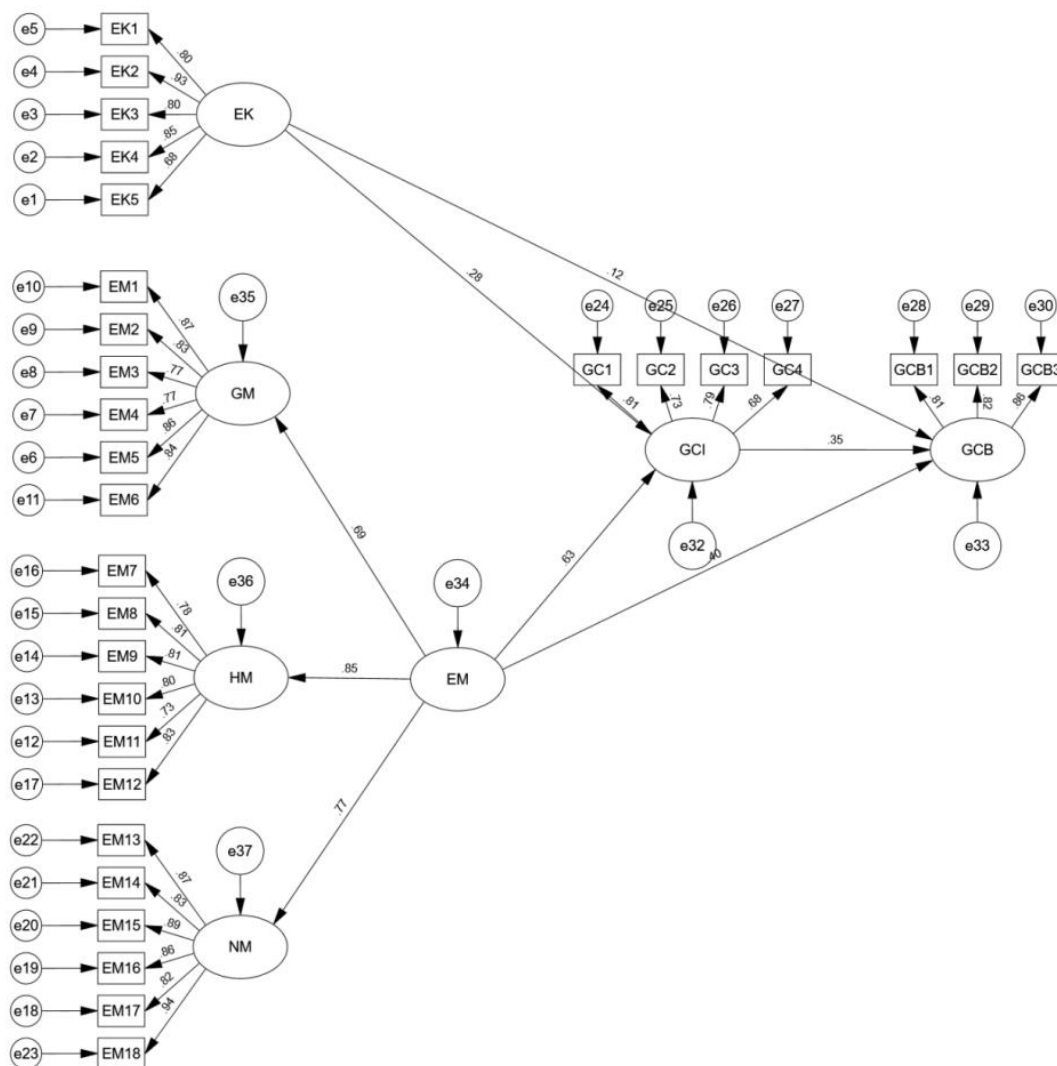 e5 EK1 .80
e4 EK2 .93
e3 EK3 .80 EK
e2 EK4 .85
e1 EK5 .68
.28 .12
e10 EM1 .87 e35
e9 EM2 .83
e8 EM3 .77 GM
e7 EM4 .77
e6 EM5 .86
e11 EM6 .84
e24 e25 e26 e27 e28 e29 e30
GC1 GC2 GC3 GC4 GCB1 GCB2 GCB3
.81 .73 .79 .68 .81 .82 .86
GCI .35 GCB
e32 e33
.69 .63 .40
e16 EM7 .78 e36 e34
e15 EM8 .81
e14 EM9 .81 HM .85 EM
e13 EM10 .80
e12 EM11 .73
e17 EM12 .83
.77
e22 EM13 .87 e37
e21 EM14 .83
e20 EM15 .89 NM
e19 EM16 .86
e18 EM17 .82
e23 EM18 .94